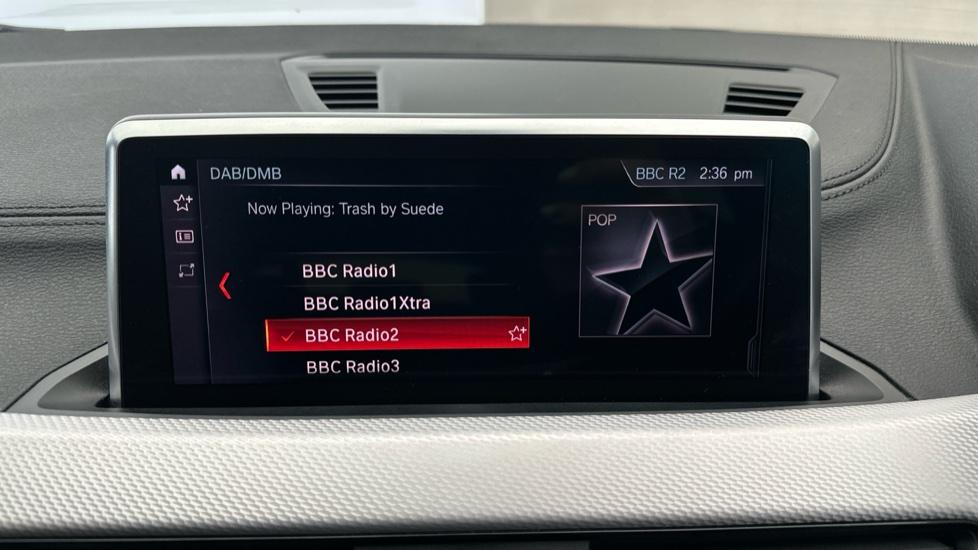 DAB/DMB
BBC R2 2:36 pm
Now Playing: Trash by Suede
POP
BBC Radio1
BBC Radio1Xtra
BBC Radio2
BBC Radio3